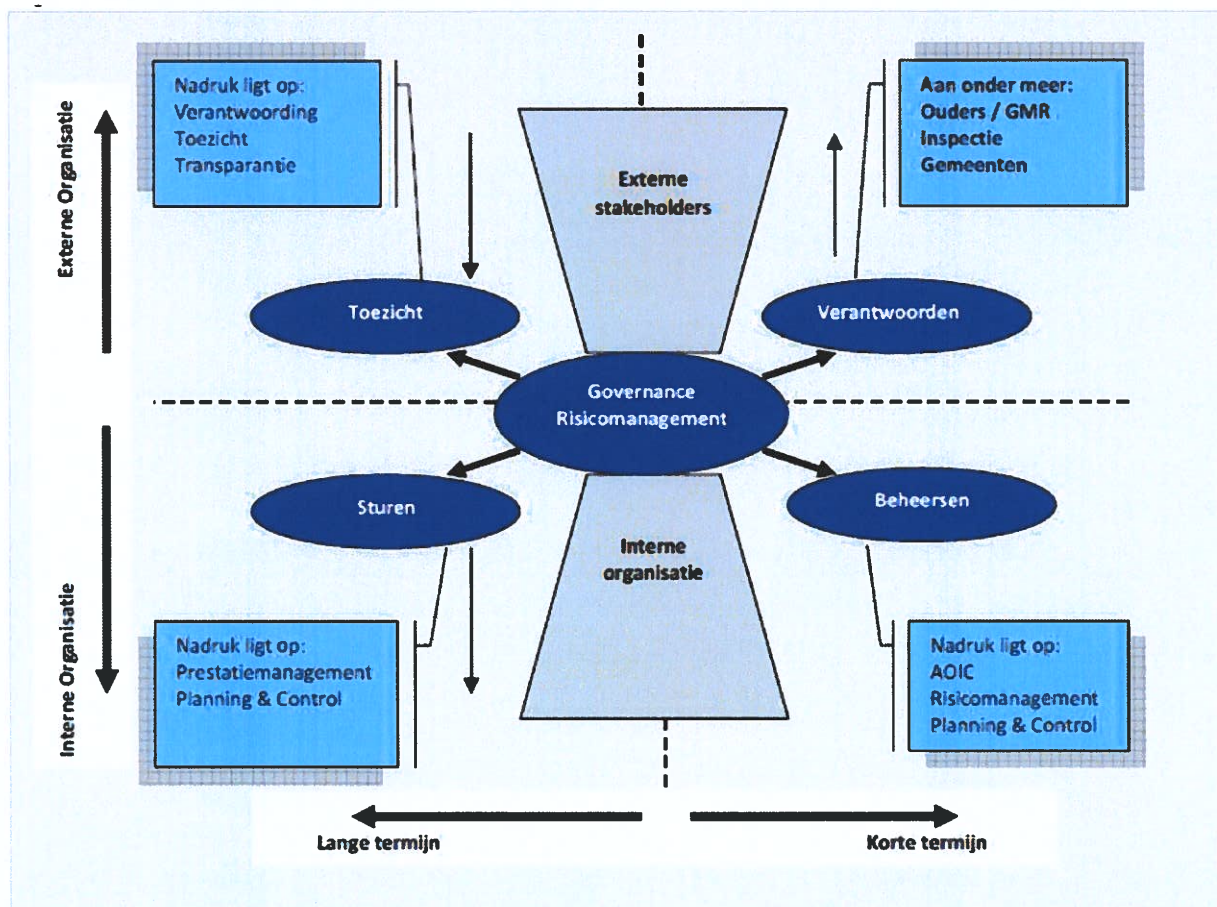 Nadruk ligt op:
Verantwoording
Toezicht
Transparantie
Aan onder meer:
Ouders / GMR
Inspectie
Gemeenten
Externe Organisatie
Externe
stakeholders
Toezicht
Verantwoorden
Governance
Risicomanagement
Sturen
Beheersen
Interne
organisatie
Interne Organisatie
Nadruk ligt op:
Prestatiemanagement
Planning & Control
Nadruk ligt op:
AOIC
Risicomanagement
Planning & Control
Lange termijn
Korte termijn